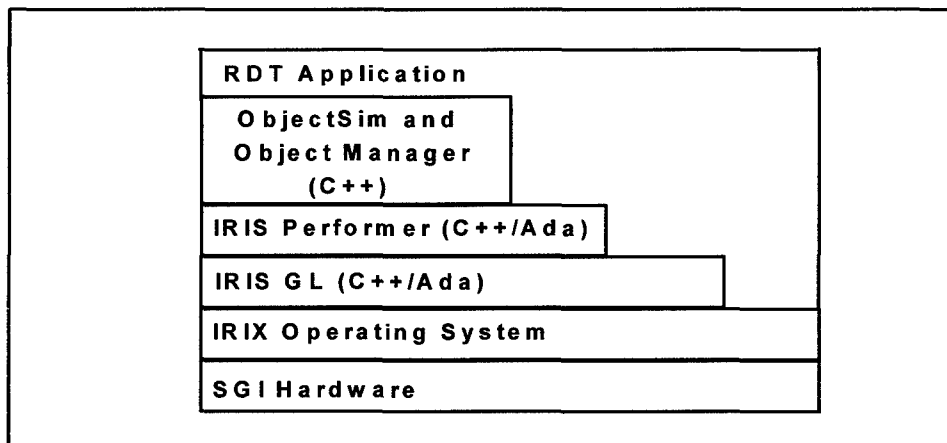 RDT Application
ObjectSim and
Object Manager
(C++)
IRIS Performer (C++/Ada)
IRIS GL (C++/Ada)
IRIX Operating System
SGI Hardware